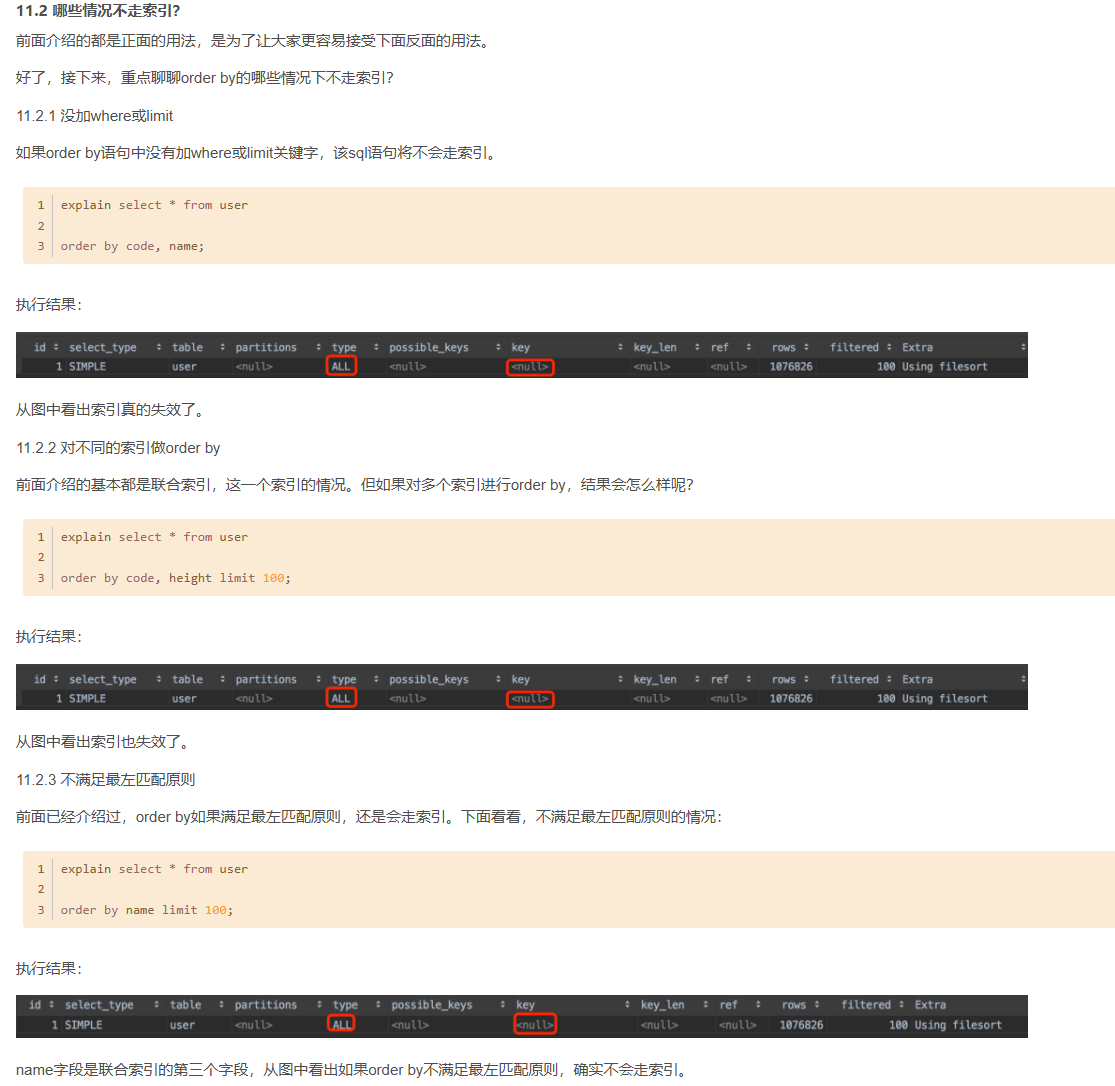 11.2 哪些情况不走索引?
前面介绍的都是正面的用法，是为了让大家更容易接受下面反面的用法。
好了，接下来，重点聊聊order by的哪些情况下不走索引?
11.2.1 没加where或limit
如果order by语句中没有加where或limit关键字，该sql语句将不会走索引。
1 explain select * from user
2
3 order by code, name;
执行结果：
id select_type table partitions type possible_keys key key_len ref rows filtered Extra
1 SIMPLE user <null> ALL <null> <null> <null> <null> 1076826 100 Using filesort
从图中看出索引真的失效了。
11.2.2 对不同的索引做order by
前面介绍的基本都是联合索引，这一个索引的情况。但如果对多个索引进行order by，结果会怎么样呢?
1 explain select * from user
2
3 order by code, height limit 100;
执行结果：
id select_type table partitions type possible_keys key key_len ref rows filtered Extra
1 SIMPLE user <null> ALL <null> <null> <null> <null> 1076826 100 Using filesort
从图中看出索引也失效了。
11.2.3 不满足最左匹配原则
前面已经介绍过，order by如果满足最左匹配原则，还是会走索引。下面看看，不满足最左匹配原则的情况：
1 explain select * from user
2
3 order by name limit 100;
执行结果：
id select_type table partitions type possible_keys key key_len ref rows filtered Extra
1 SIMPLE user <null> ALL <null> <null> <null> <null> 1076826 100 Using filesort
name字段是联合索引的第三个字段，从图中看出如果order by不满足最左匹配原则，确实不会走索引。